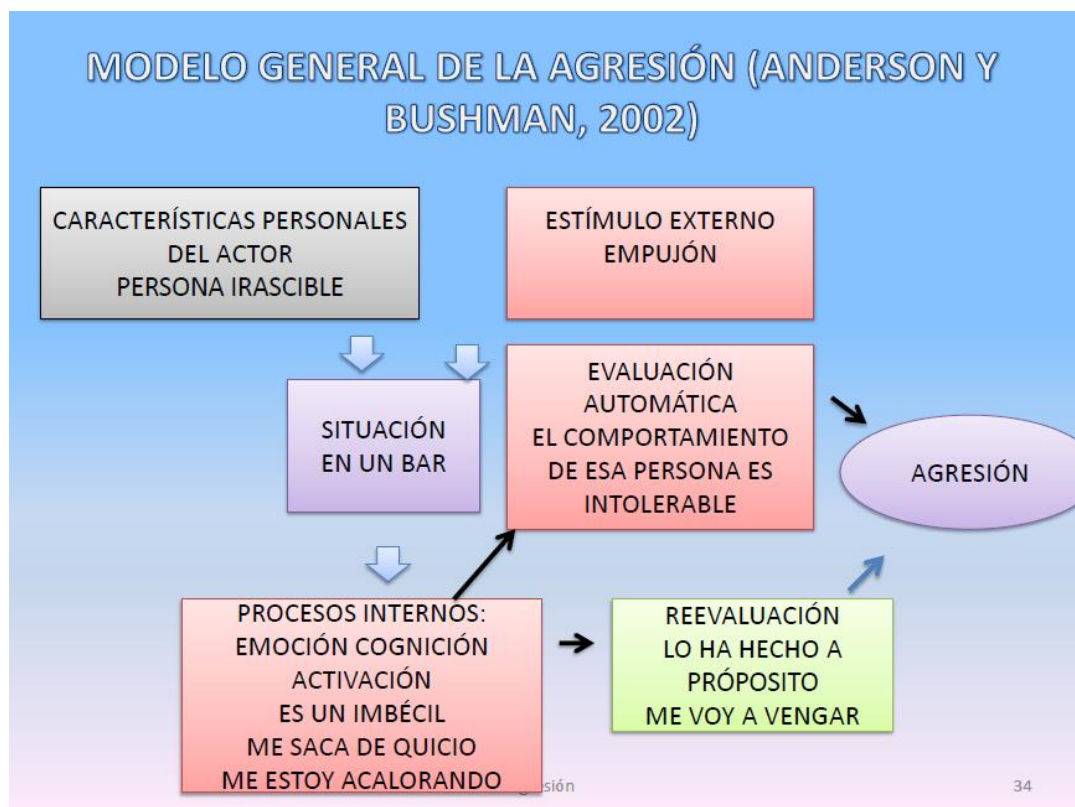 MODELO GENERAL DE LA AGRESIÓN (ANDERSON Y
BUSHMAN, 2002)
CARACTERÍSTICAS PERSONALES
DEL ACTOR
PERSONA IRASCIBLE
ESTÍMULO EXTERNO
EMPUJÓN
SITUACIÓN
EN UN BAR
EVALUACIÓN
AUTOMÁTICA
EL COMPORTAMIENTO
DE ESA PERSONA ES
INTOLERABLE
AGRESIÓN
PROCESOS INTERNOS:
EMOCIÓN COGNICIÓN
ACTIVACIÓN
ES UN IMBÉCIL
ME SACA DE QUICIO
ME ESTOY ACALORANDO
REEVALUACIÓN
LO HA HECHO A
PRÓPOSITO
ME VOY A VENGAR
34